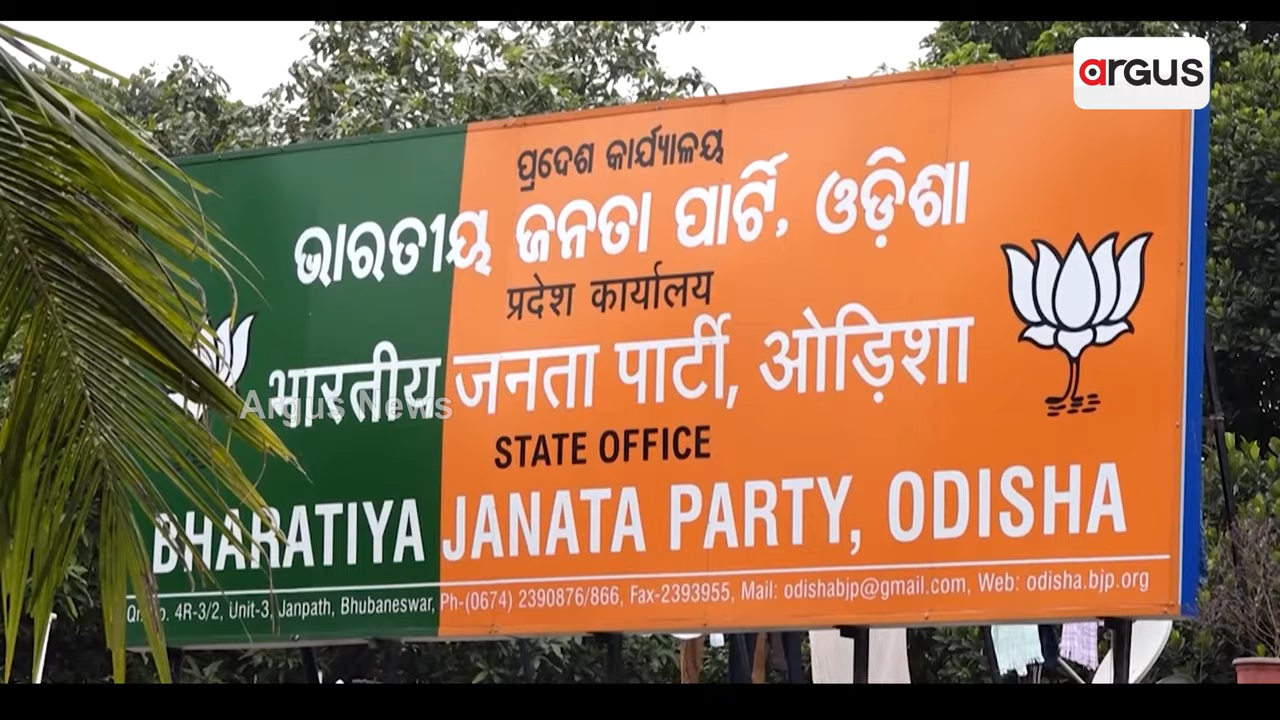 argus
ପ୍ରଦେଶ କାର୍ଯ୍ୟାଳୟ
ଭାରତୀୟ ଜନତା ପାର୍ଟି, ଓଡ଼ିଶା
प्रदेश कार्यालय
भारतीय जनता पार्टी, ओड़िशा
Argus News
STATE OFFICE
BHARATIYA JANATA PARTY, ODISHA
4R-3/2, Unit-3, Janpath, Bhubaneswar, Ph-(0674) 2390876/866, Fax-2393955, Mail: odishabjp@gmail.com, Web: odisha.bjp.org